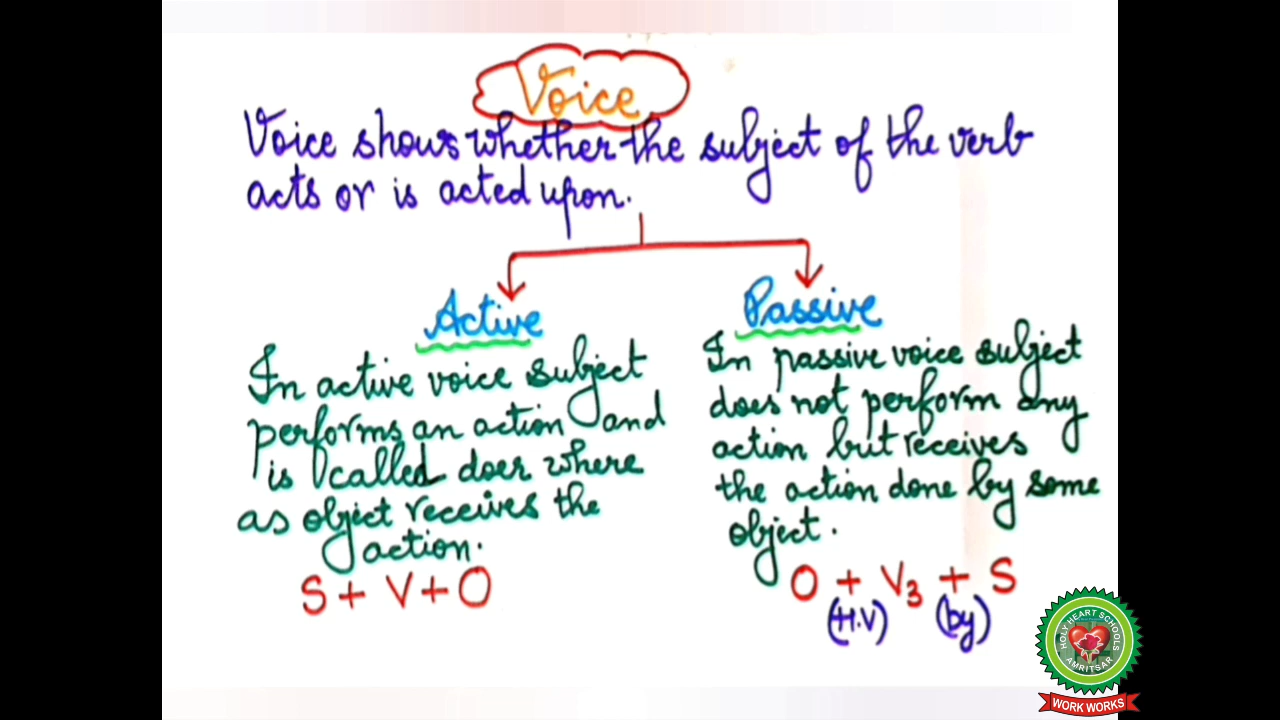 Voice
Voice shows whether the subject of the verb
acts or is acted upon.
Active
In active voice subject
performs an action and
is called doer where
as object receives the
action.
S + V + O
Passive
In passive voice subject
does not perform any
action but receives
the action done by some
object.
O + V3 + S
(H.V) (by)
HOLY HEART SCHOOLS
AMRITSAR
WORK WORKS